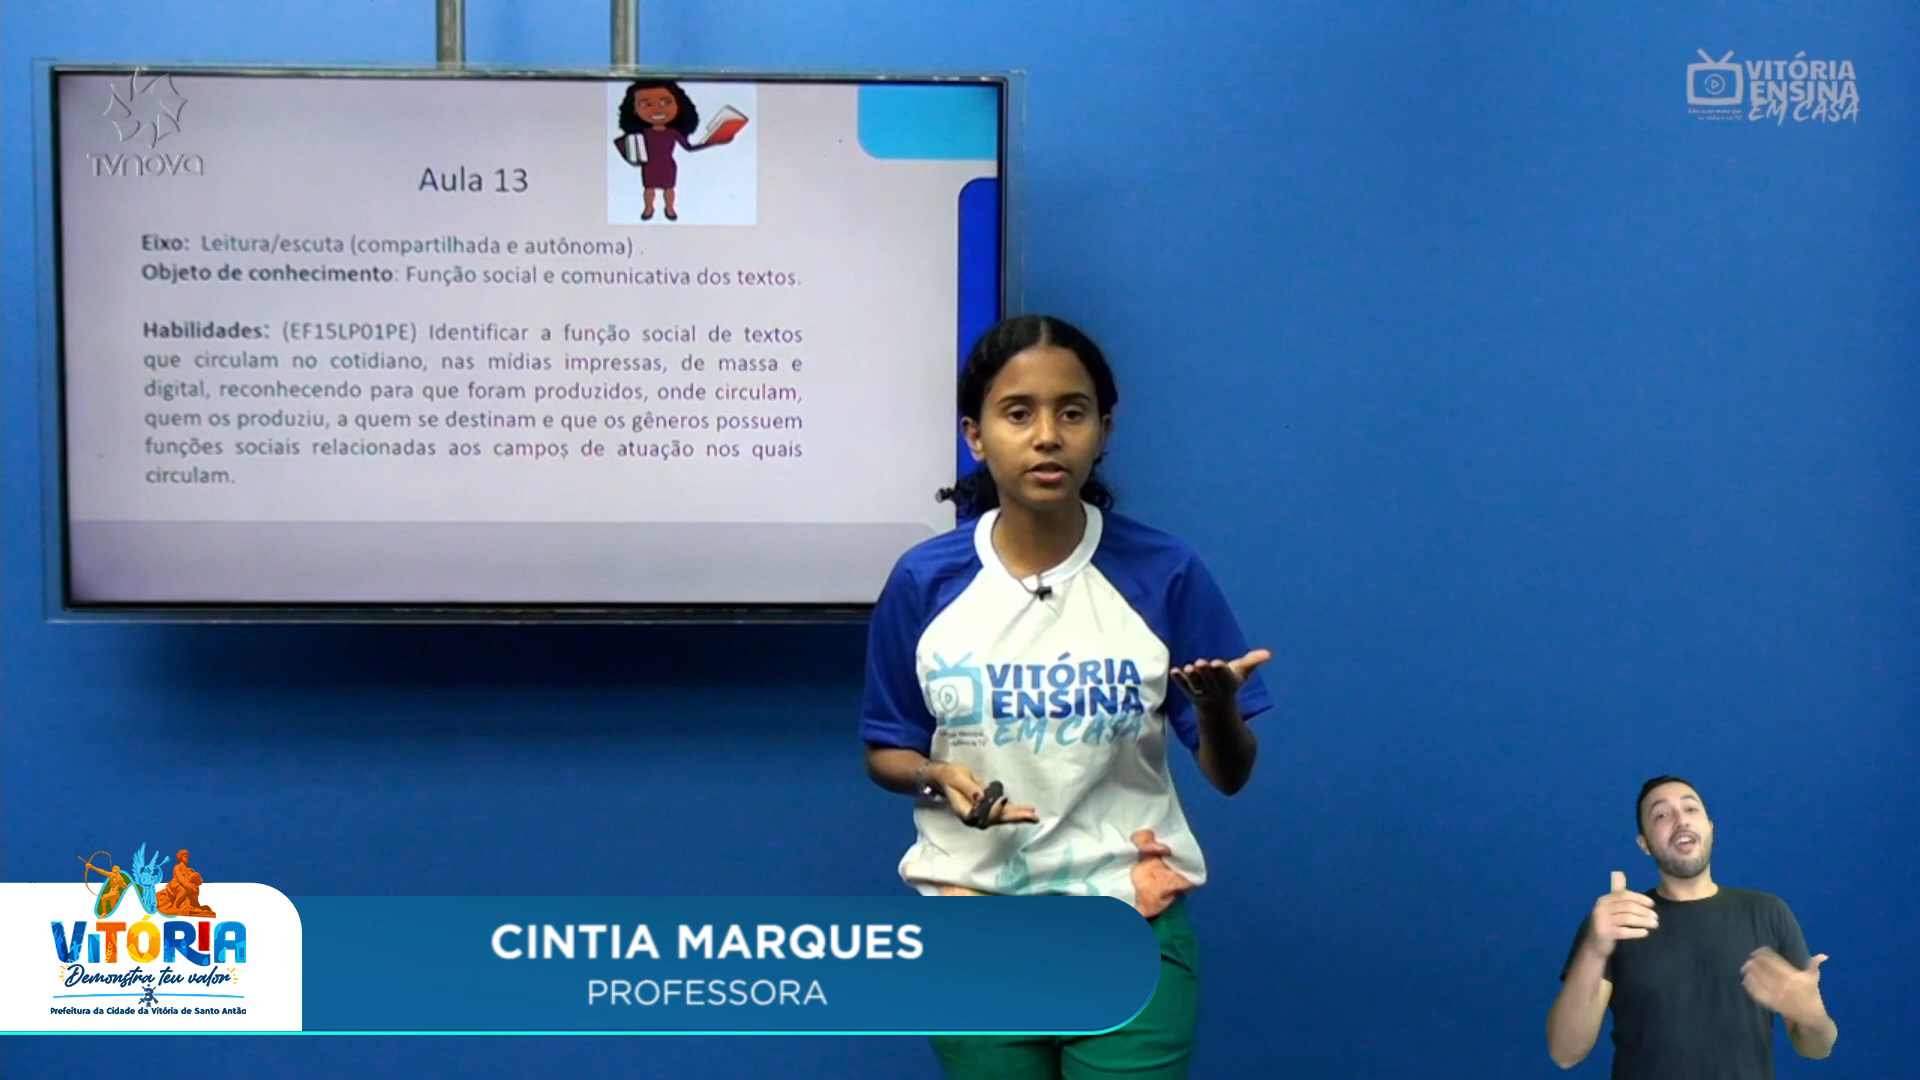 TVNOVA
Aula 13
Eixo: Leitura/escuta (compartilhada e autônoma) .
Objeto de conhecimento: Função social e comunicativa dos textos.
Habilidades: (EF15LP01PE) Identificar a função social de textos
que circulam no cotidiano, nas mídias impressas, de massa e
digital, reconhecendo para que foram produzidos, onde circulam,
quem os produziu, a quem se destinam e que os gêneros possuem
funções sociais relacionadas aos campos de atuação nos quais
circulam.
VITÓRIA
ENSINA
EM CASA
VITÓRIA
ENSINA
EM CASA
VITÓRIA
Demonstra teu valor
Prefeitura da Cidade da Vitória de Santo Antão
CINTIA MARQUES
PROFESSORA